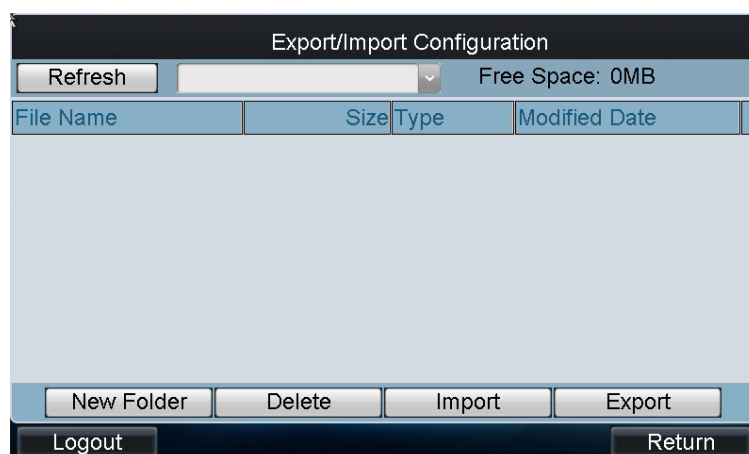 Export/Import Configuration
Refresh Free Space: 0MB
File Name Size Type Modified Date
New Folder Delete Import Export
Logout Return